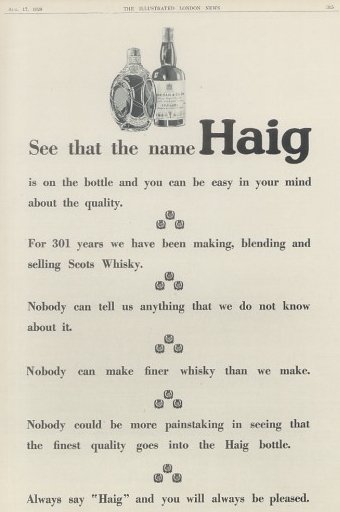 THE ILLUSTRATED LONDON NEWS
See that the name Haig
is on the bottle and you can be easy in your mind
about the quality.
For 301 years we have been making, blending and
selling Scots Whisky.
Nobody can tell us anything that we do not know
about it.
Nobody can make finer whisky than we make.
Nobody could be more painstaking in seeing that
the finest quality goes into the Haig bottle.
Always say "Haig" and you will always be pleased.